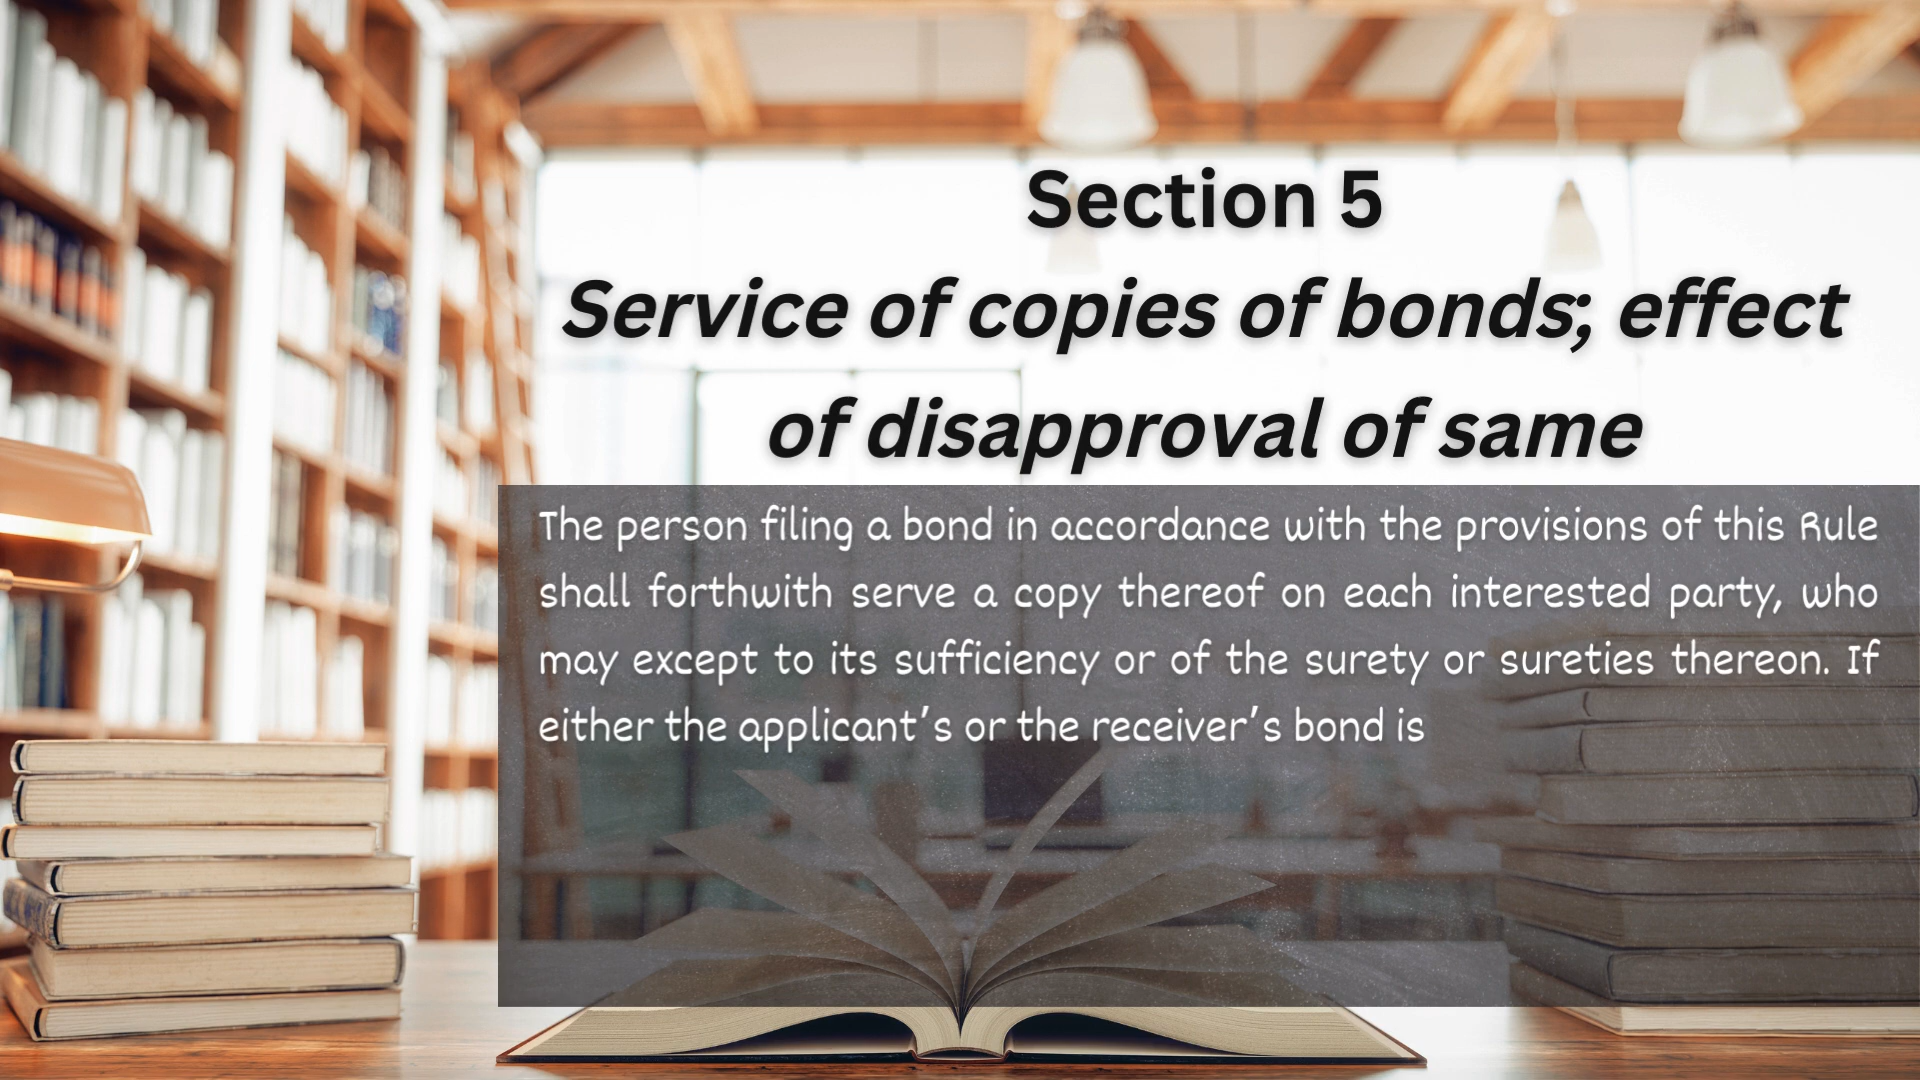 Section 5
Service of copies of bonds; effect
of disapproval of same
The person filing a bond in accordance with the provisions of this Rule
shall forthwith serve a copy thereof on each interested party, who
may except to its sufficiency or of the surety or sureties thereon. If
either the applicant’s or the receiver’s bond is